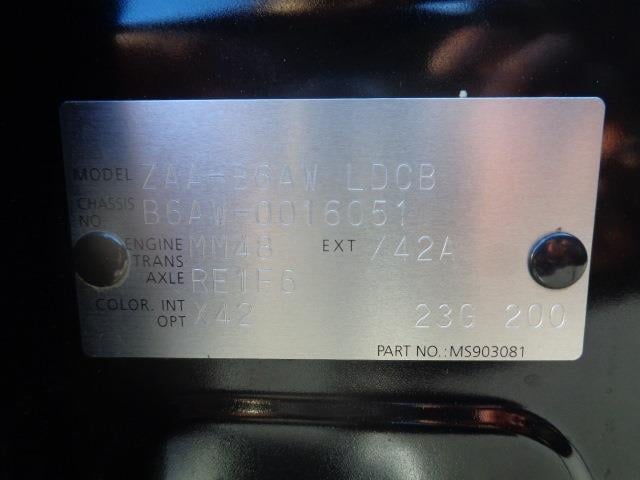 MODEL ZAA-B6AW LDCB
CHASSIS NO B6AW-0016051
ENGINE MM48 EXT /42A
TRANS AXLE RE1F6
COLOR. INT OPT X42 23G 200
PART NO.:MS903081